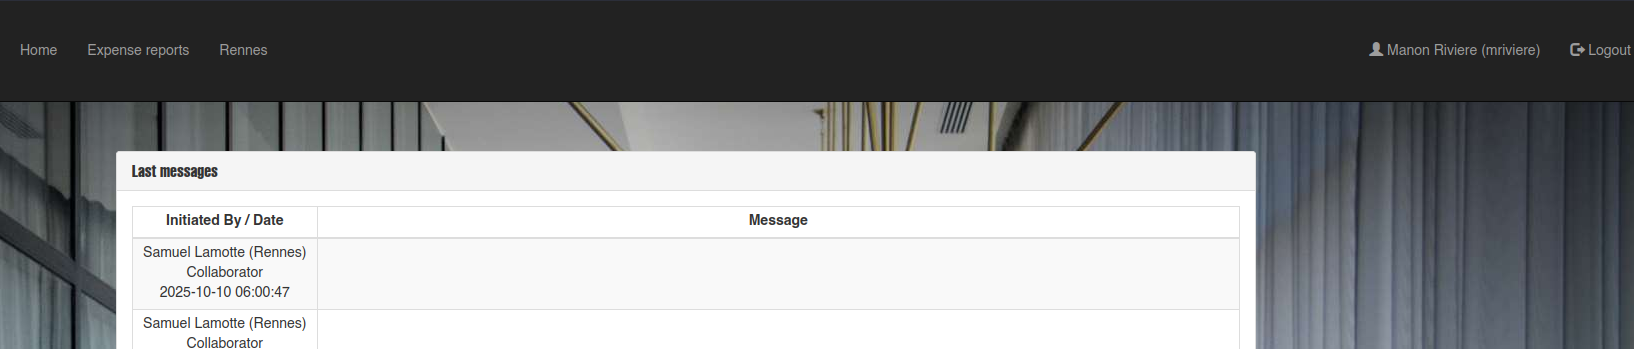 Home Expense reports Rennes Manon Riviere (mriviere) Logout
Last messages
Initiated By / Date Message
Samuel Lamotte (Rennes)
Collaborator
2025-10-10 06:00:47
Samuel Lamotte (Rennes)
Collaborator